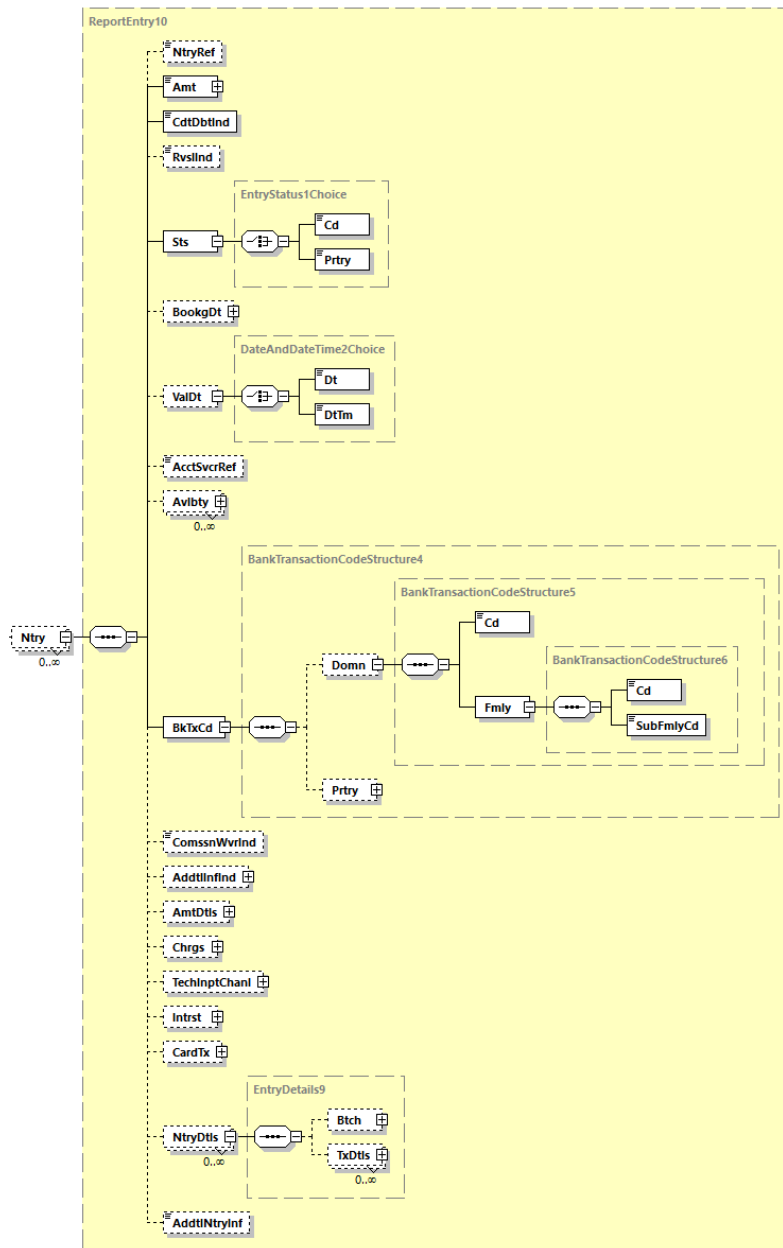 ReportEntry10
NtryRef
Amt
CdtDbtInd
RvslInd
EntryStatus1Choice
Cd
Sts
Prtry
BookgDt
DateAndDateTime2Choice
Dt
ValDt
DtTm
AcctSvcrRef
Avlbty
0..∞
BankTransactionCodeStructure4
BankTransactionCodeStructure5
Cd
Ntry
0..∞
BankTransactionCodeStructure6
Domn
Cd
Fmly
SubFmlyCd
BkTxCd
Prtry
ComssnWvrInd
AddtlInfInd
AmtDtls
Chrgs
TechInptChanl
Intrst
CardTx
EntryDetails9
Btch
NtryDtls
0..∞
TxDtls
0..∞
AddtlNtryInf